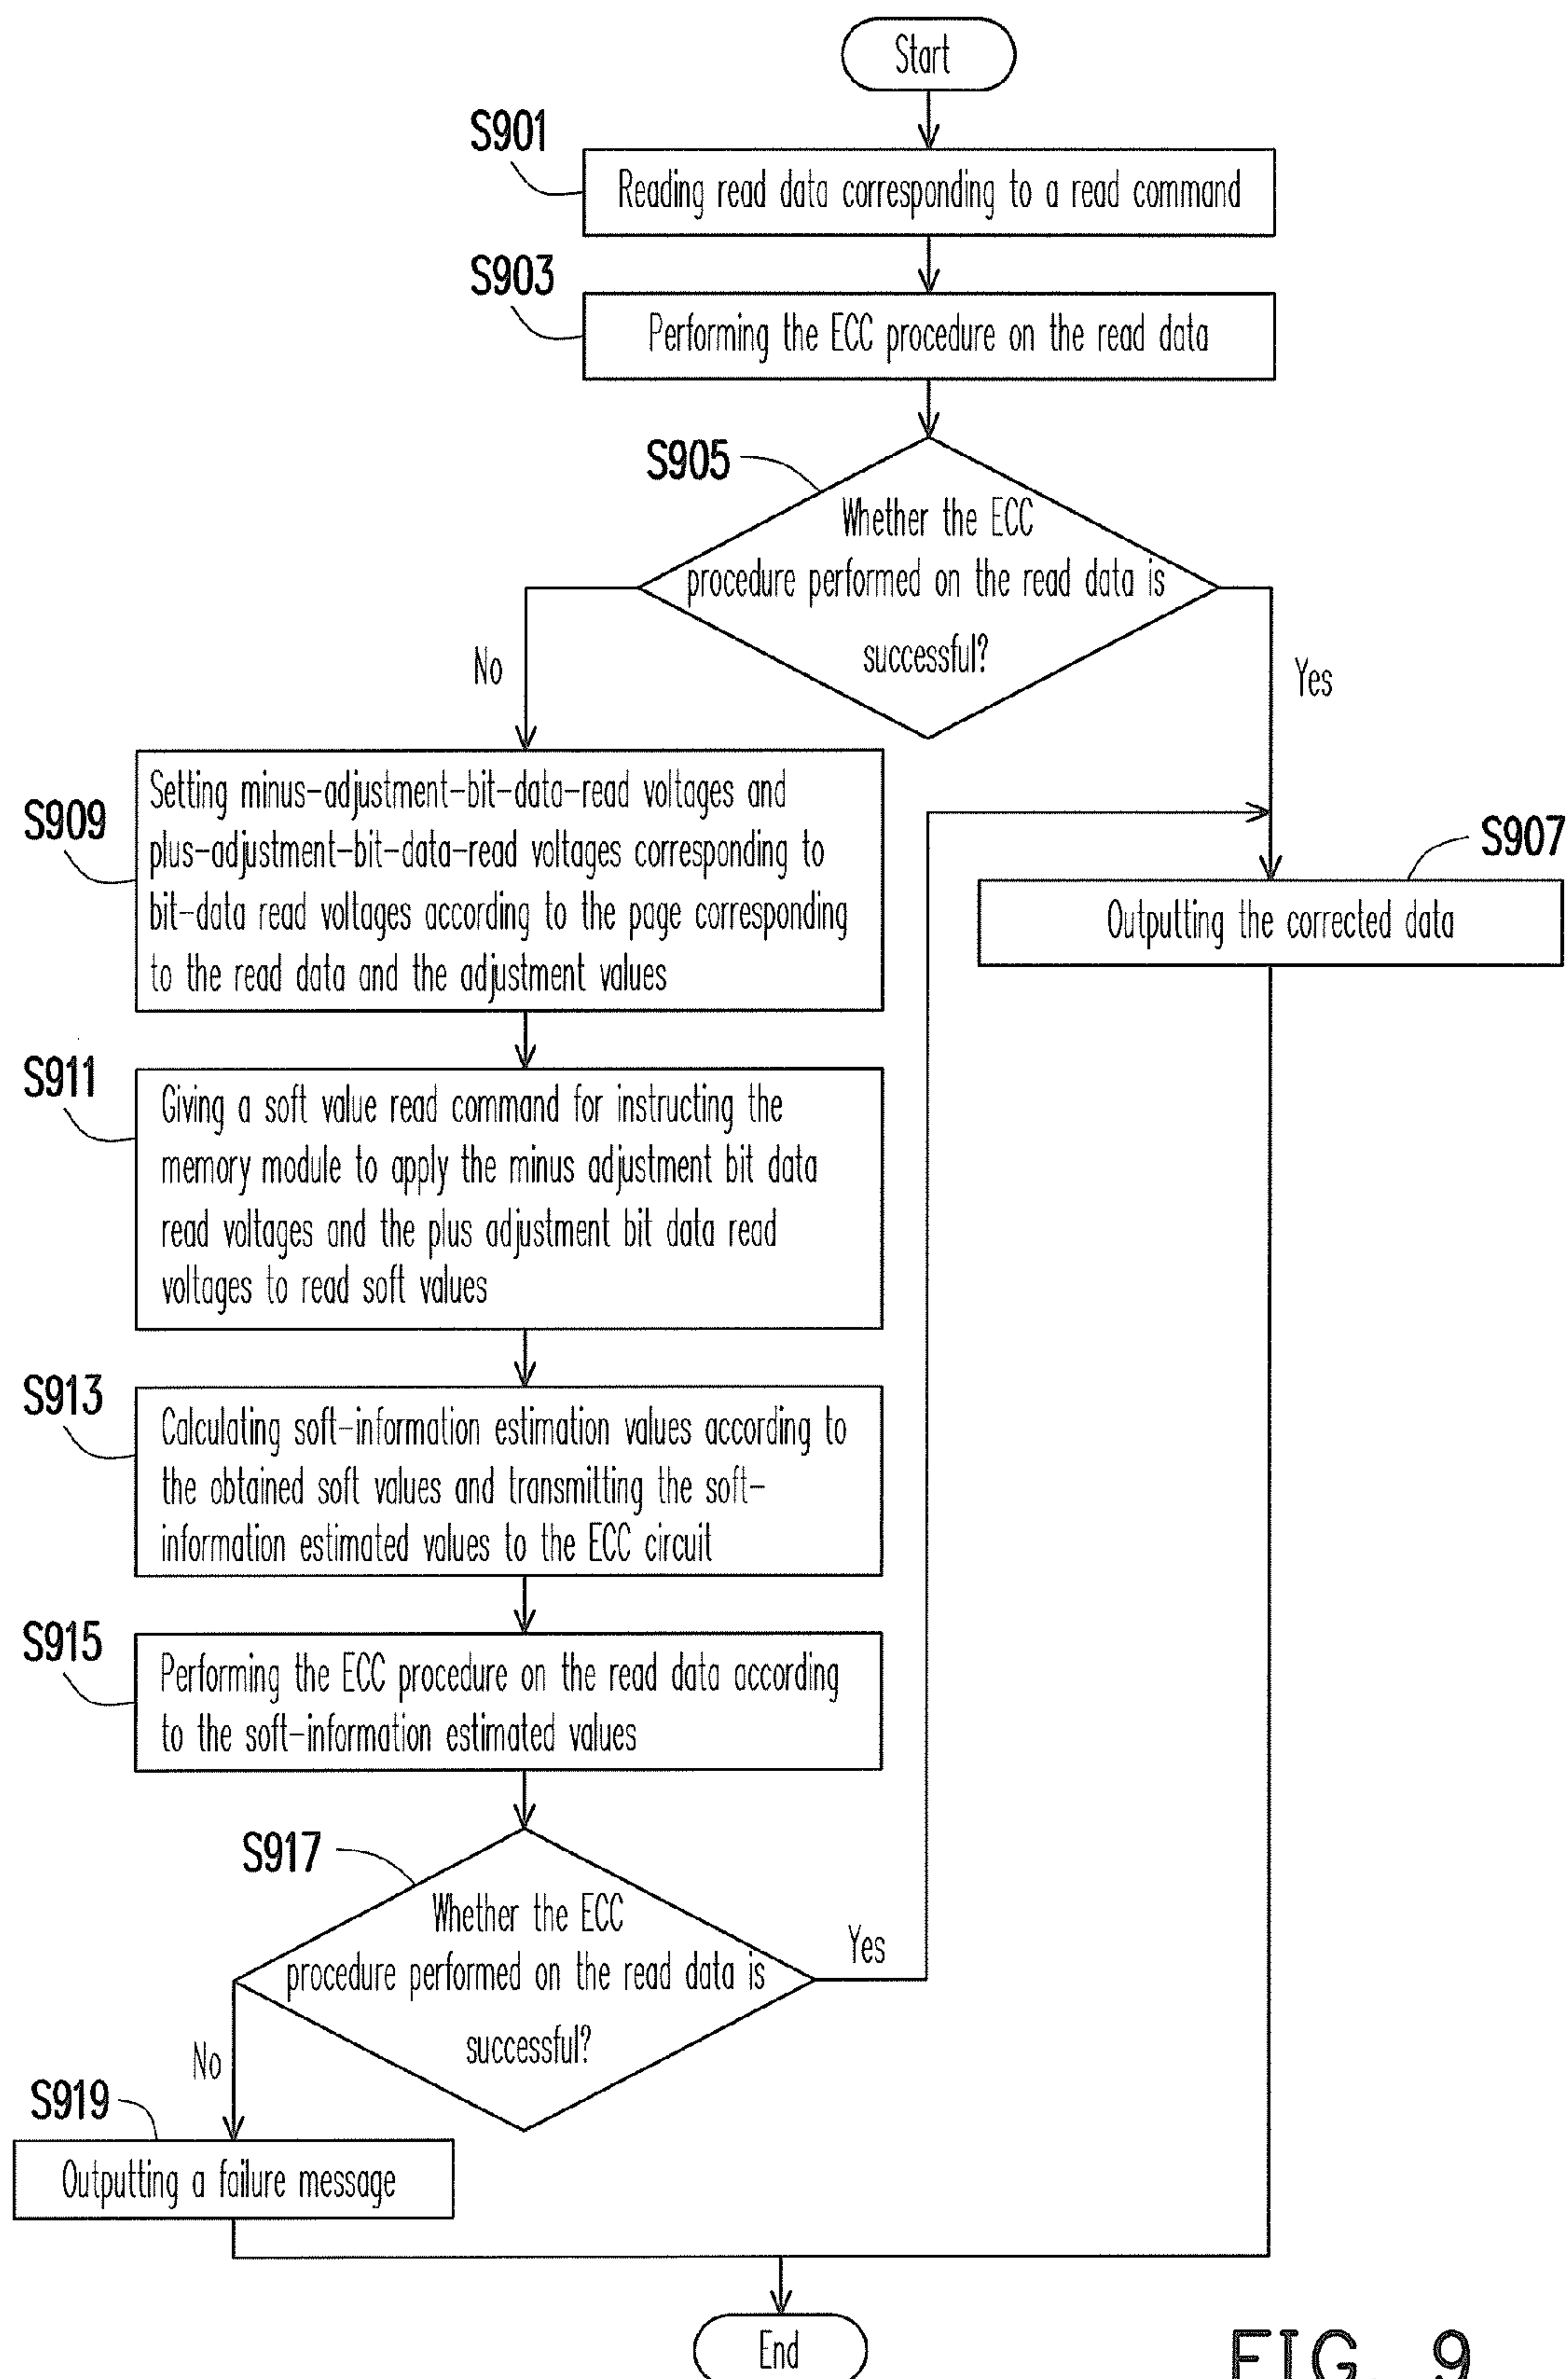 Start
S901
Reading read data corresponding to a read command
S903
Performing the ECC procedure on the read data
S905
Whether the ECC
procedure performed on the read data is
successful?
No
Yes
S909
Setting minus-adjustment-bit-data-read voltages and
plus-adjustment-bit-data-read voltages corresponding to
bit-data read voltages according to the page corresponding
to the read data and the adjustment values
S907
Outputting the corrected data
S911
Giving a soft value read command for instructing the
memory module to apply the minus adjustment bit data
read voltages and the plus adjustment bit data read
voltages to read soft values
S913
Calculating soft-information estimation values according to
the obtained soft values and transmitting the soft-
information estimated values to the ECC circuit
S915
Performing the ECC procedure on the read data according
to the soft-information estimated values
S917
Whether the ECC
procedure performed on the read data is
successful?
Yes
No
S919
Outputting a failure message
End
FIG. 9